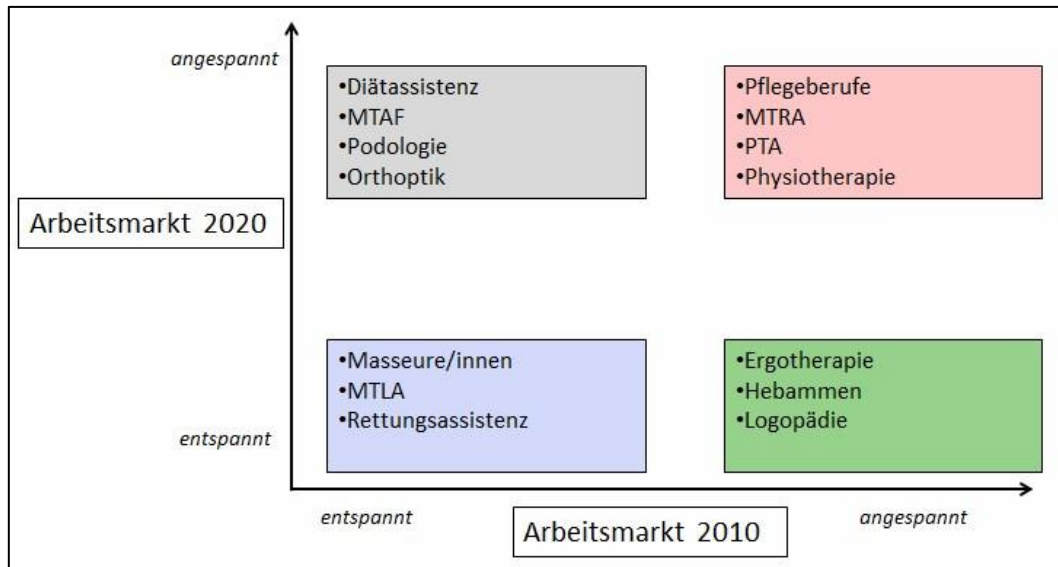 angespannt
•Diätassistenz
•MTAF
•Podologie
•Orthoptik
•Pflegeberufe
•MTRA
•PTA
•Physiotherapie
Arbeitsmarkt 2020
•Masseure/innen
•MTLA
•Rettungsassistenz
•Ergotherapie
•Hebammen
•Logopädie
entspannt
entspannt
Arbeitsmarkt 2010
angespannt